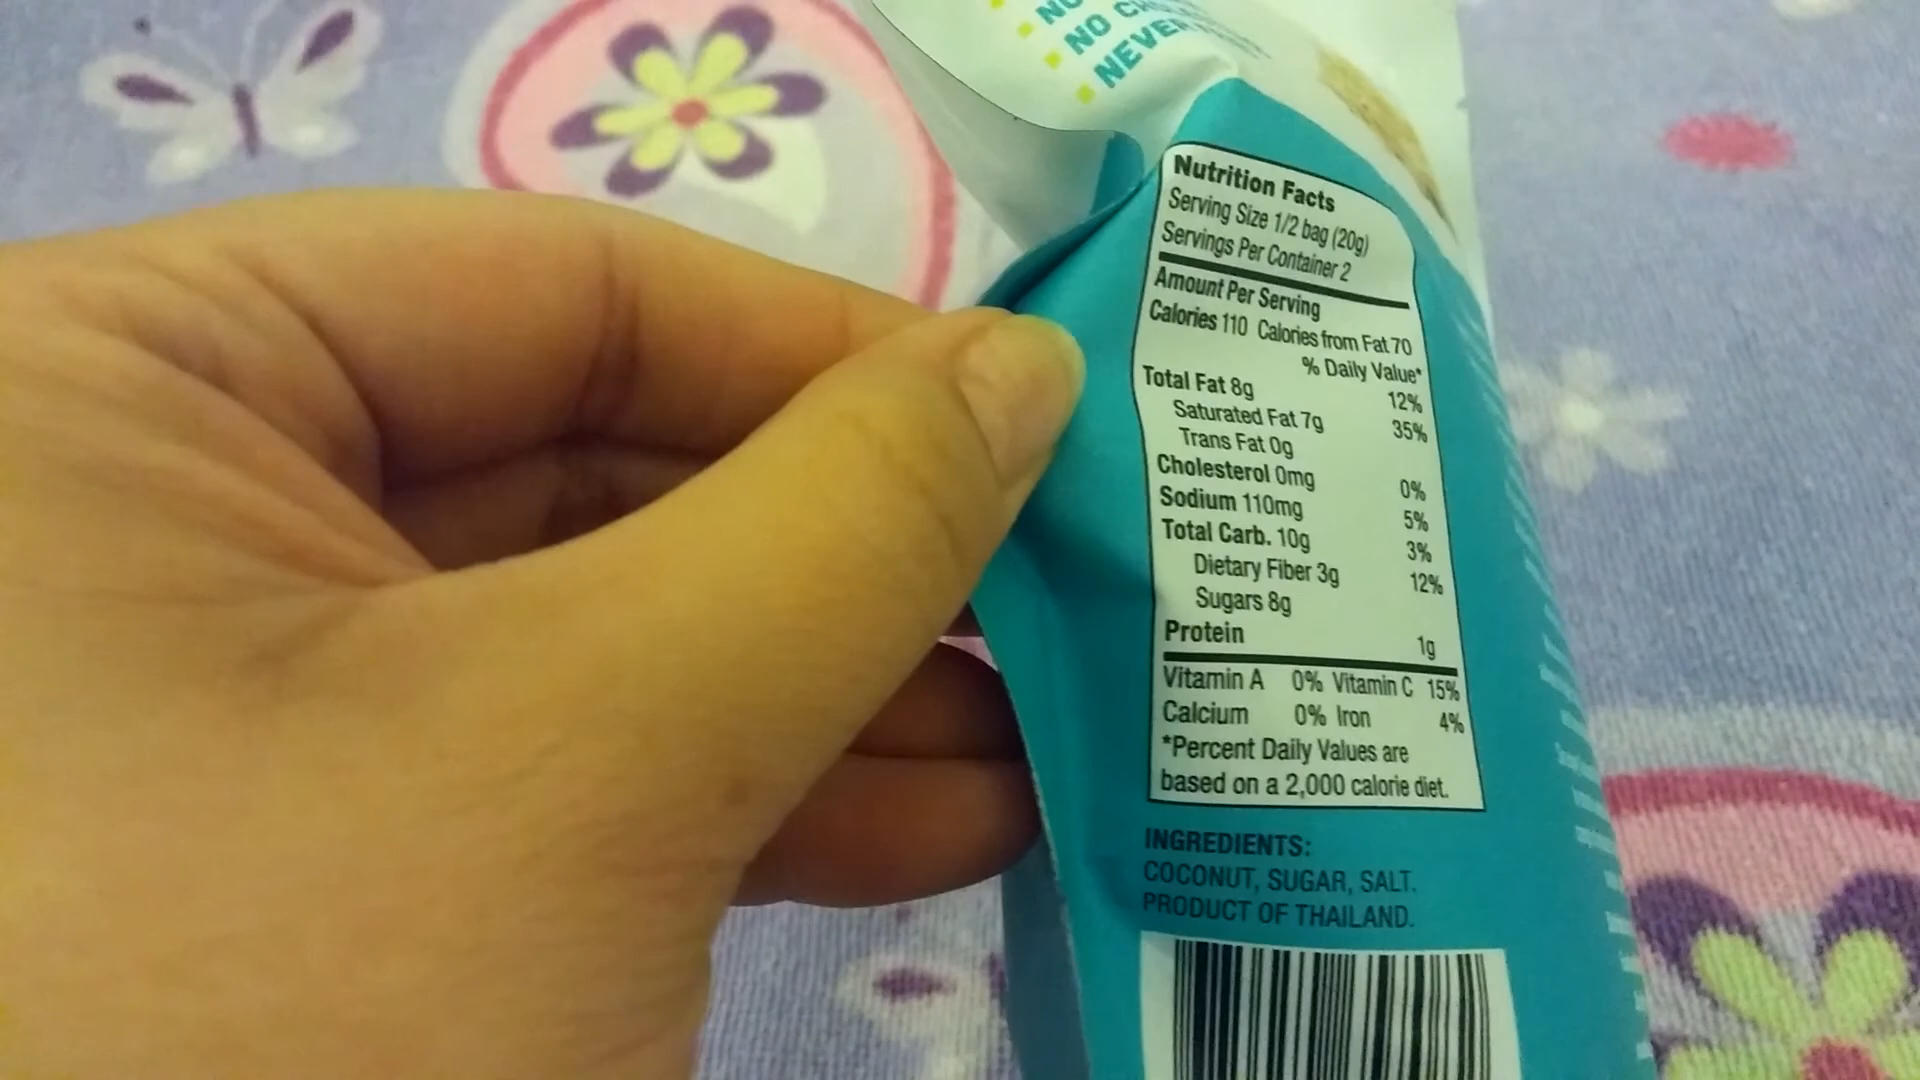 NO
NO
NEVER
Nutrition Facts
Serving Size 1/2 bag (20g)
Servings Per Container 2
Amount Per Serving
Calories 110 Calories from Fat 70
% Daily Value*
Total Fat 8g 12%
Saturated Fat 7g 35%
Trans Fat 0g
Cholesterol 0mg 0%
Sodium 110mg 5%
Total Carb. 10g 3%
Dietary Fiber 3g 12%
Sugars 8g
Protein 1g
Vitamin A 0% Vitamin C 15%
Calcium 0% Iron 4%
*Percent Daily Values are
based on a 2,000 calorie diet.
INGREDIENTS:
COCONUT, SUGAR, SALT.
PRODUCT OF THAILAND.